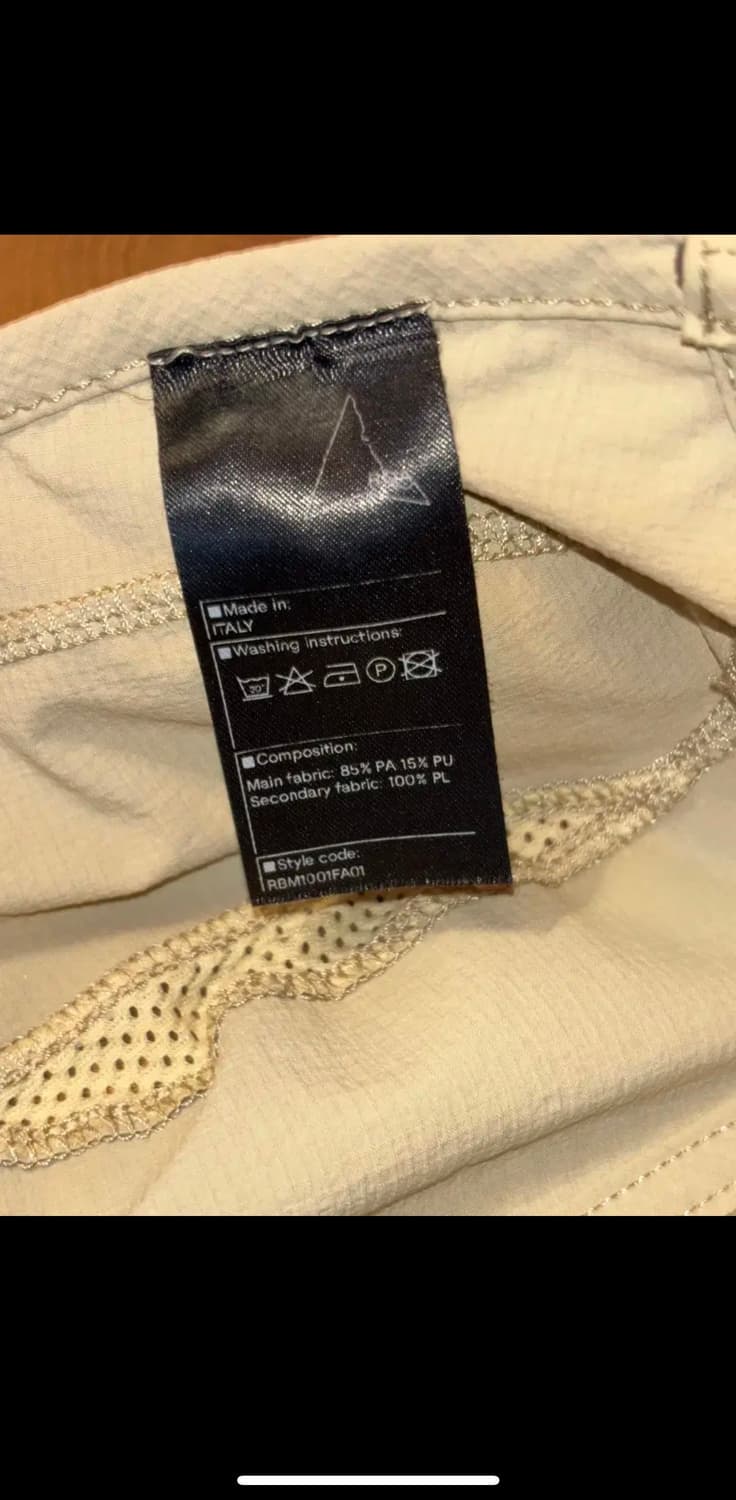 Made in:
ITALY
Washing instructions:
30°
P
Composition:
Main fabric: 85% PA 15% PU
Secondary fabric: 100% PL
Style code:
RBM1001FA01